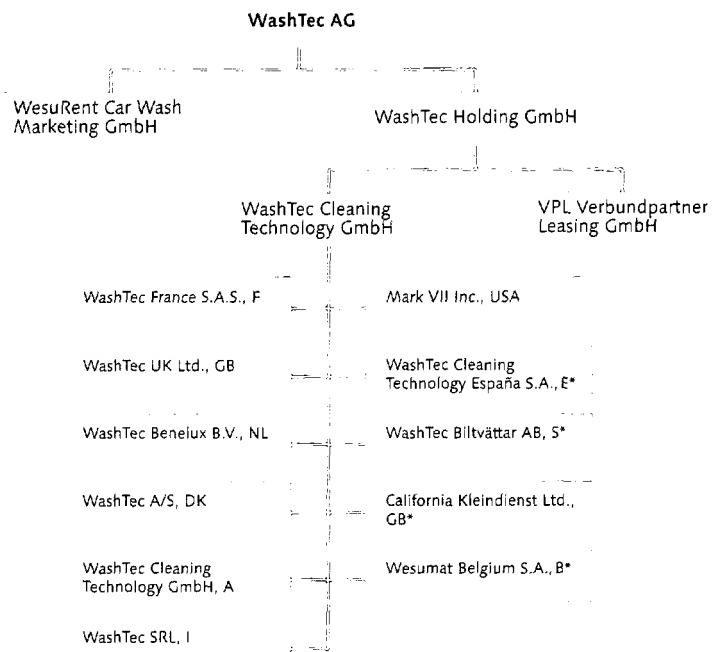 WashTec AG
WesuRent Car Wash
Marketing GmbH
WashTec Holding GmbH
WashTec Cleaning
Technology GmbH
VPL Verbundpartner
Leasing GmbH
WashTec France S.A.S., F
Mark VII Inc., USA
WashTec UK Ltd., GB
WashTec Cleaning
Technology España S.A., E*
WashTec Benelux B.V., NL
WashTec Biltvättar AB, S*
WashTec A/S, DK
California Kleindienst Ltd.,
GB*
WashTec Cleaning
Technology GmbH, A
Wesumat Belgium S.A., B*
WashTec SRL, I